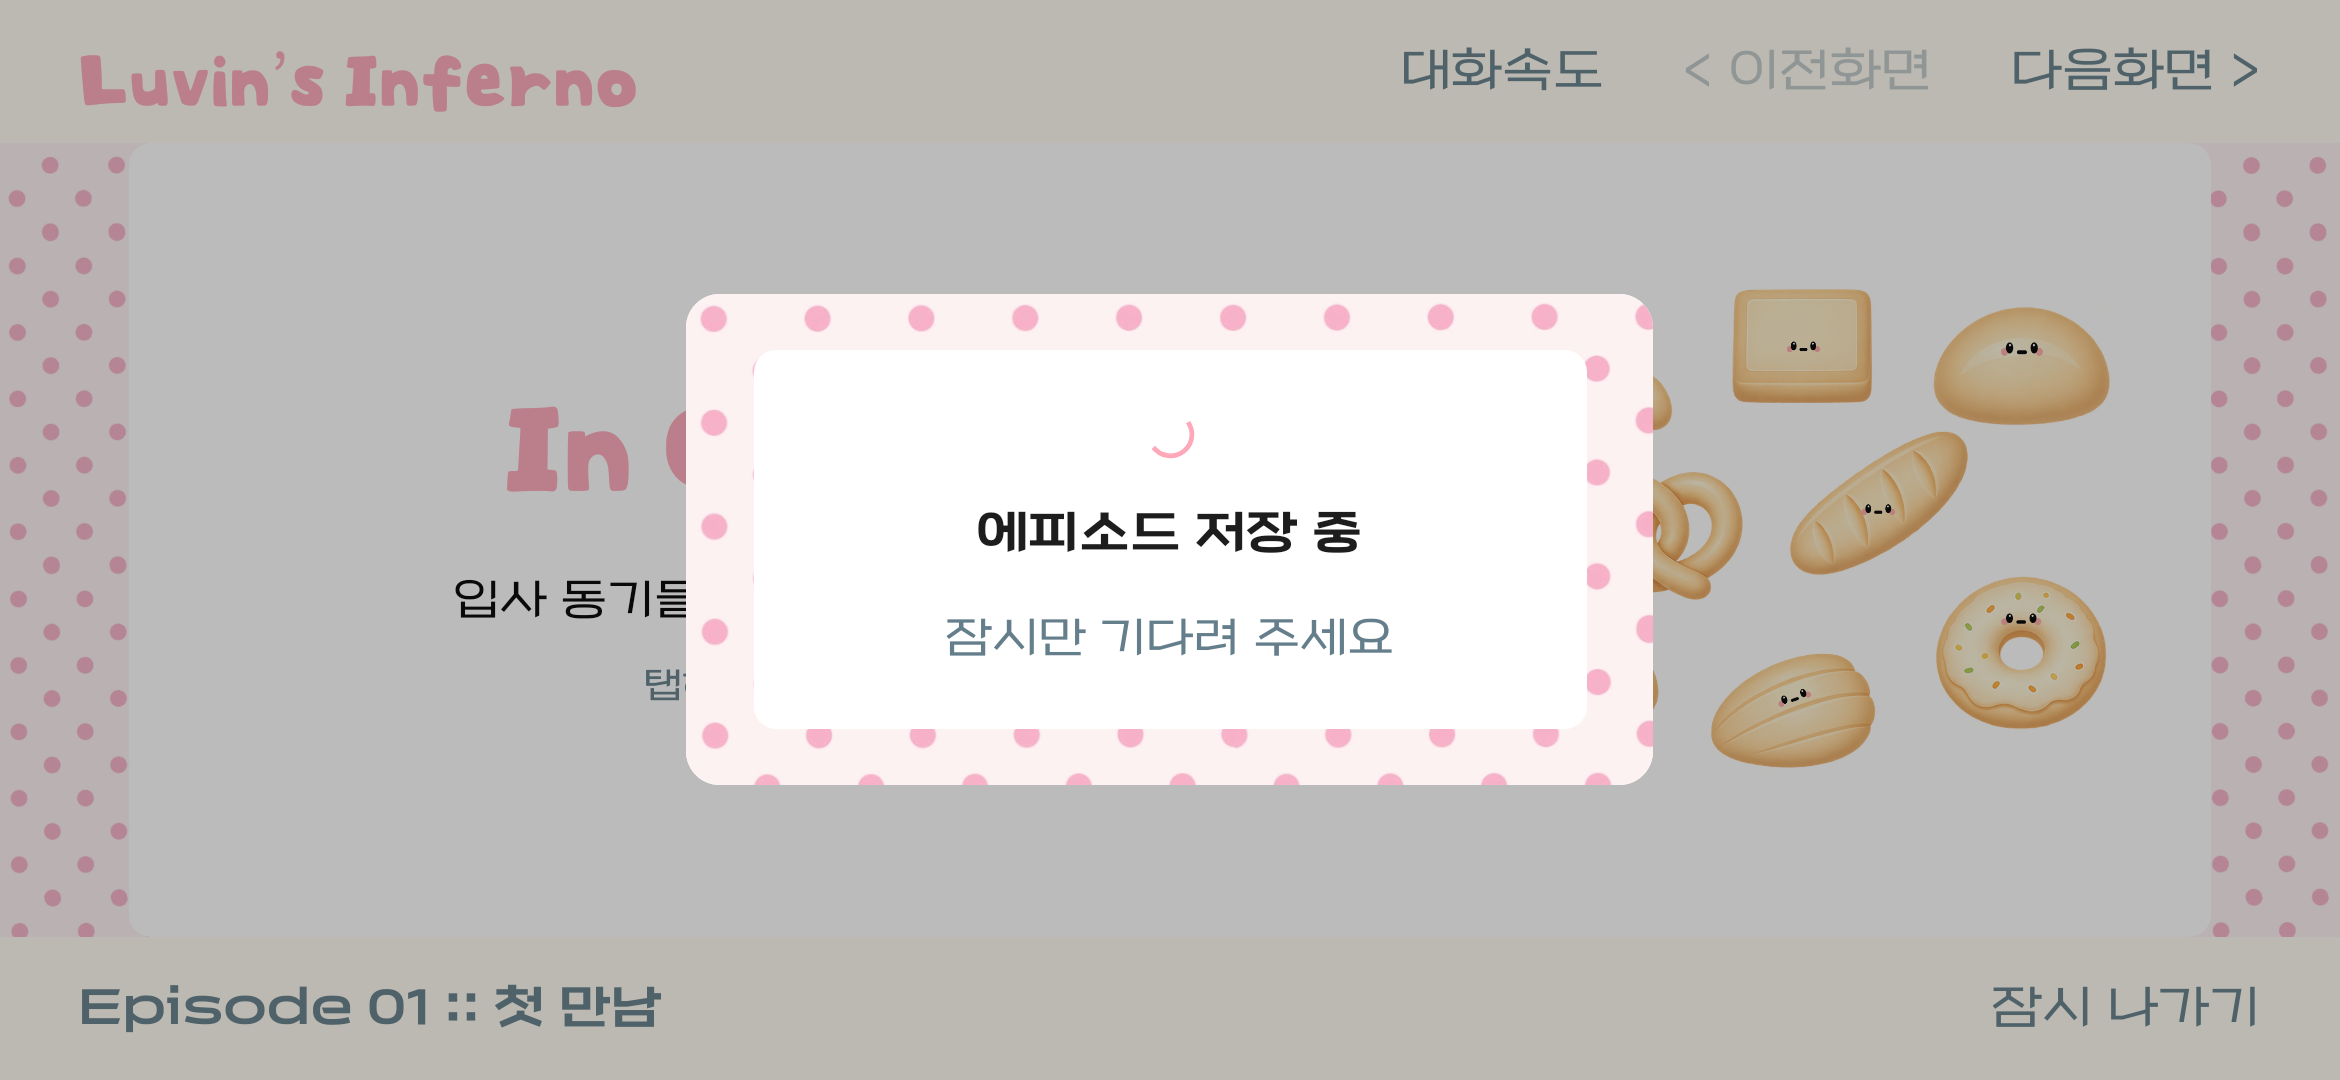 Luvin's Inferno
대화속도
< 이전화면
다음화면 >
In
입사 동기들
에피소드 저장 중
잠시만 기다려 주세요
Episode 01 :: 첫 만남
잠시 나가기